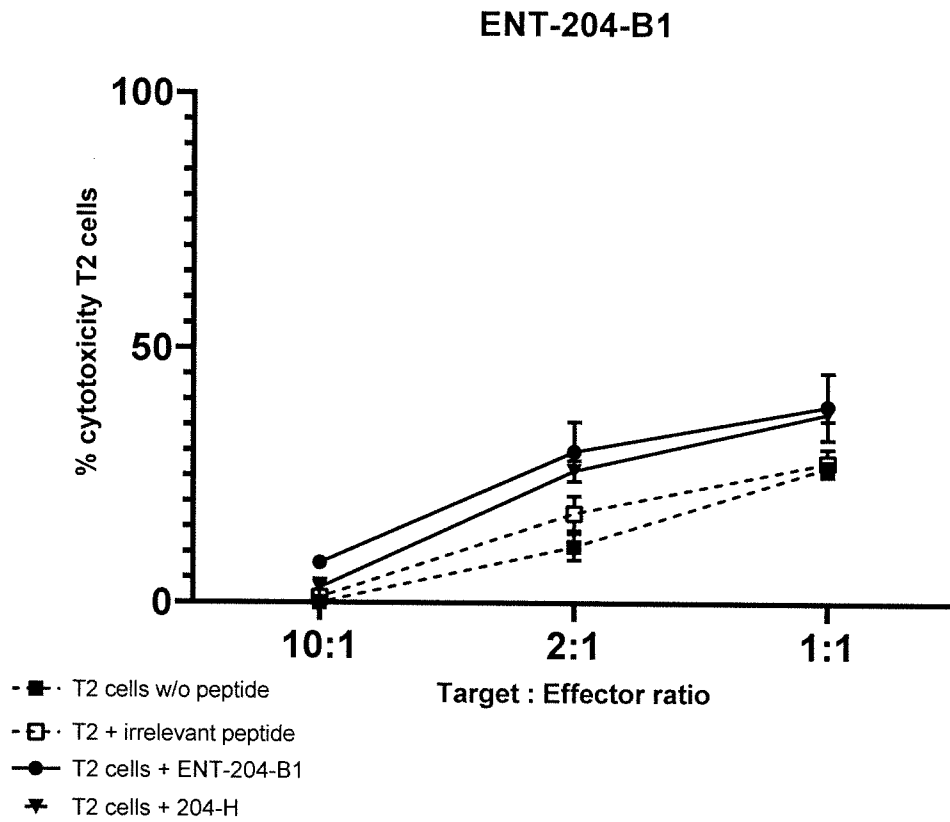 ENT-204-B1
100
50
0
% cytotoxicity T2 cells
10:1
2:1
1:1
Target : Effector ratio
T2 cells w/o peptide
T2 + irrelevant peptide
T2 cells + ENT-204-B1
T2 cells + 204-H